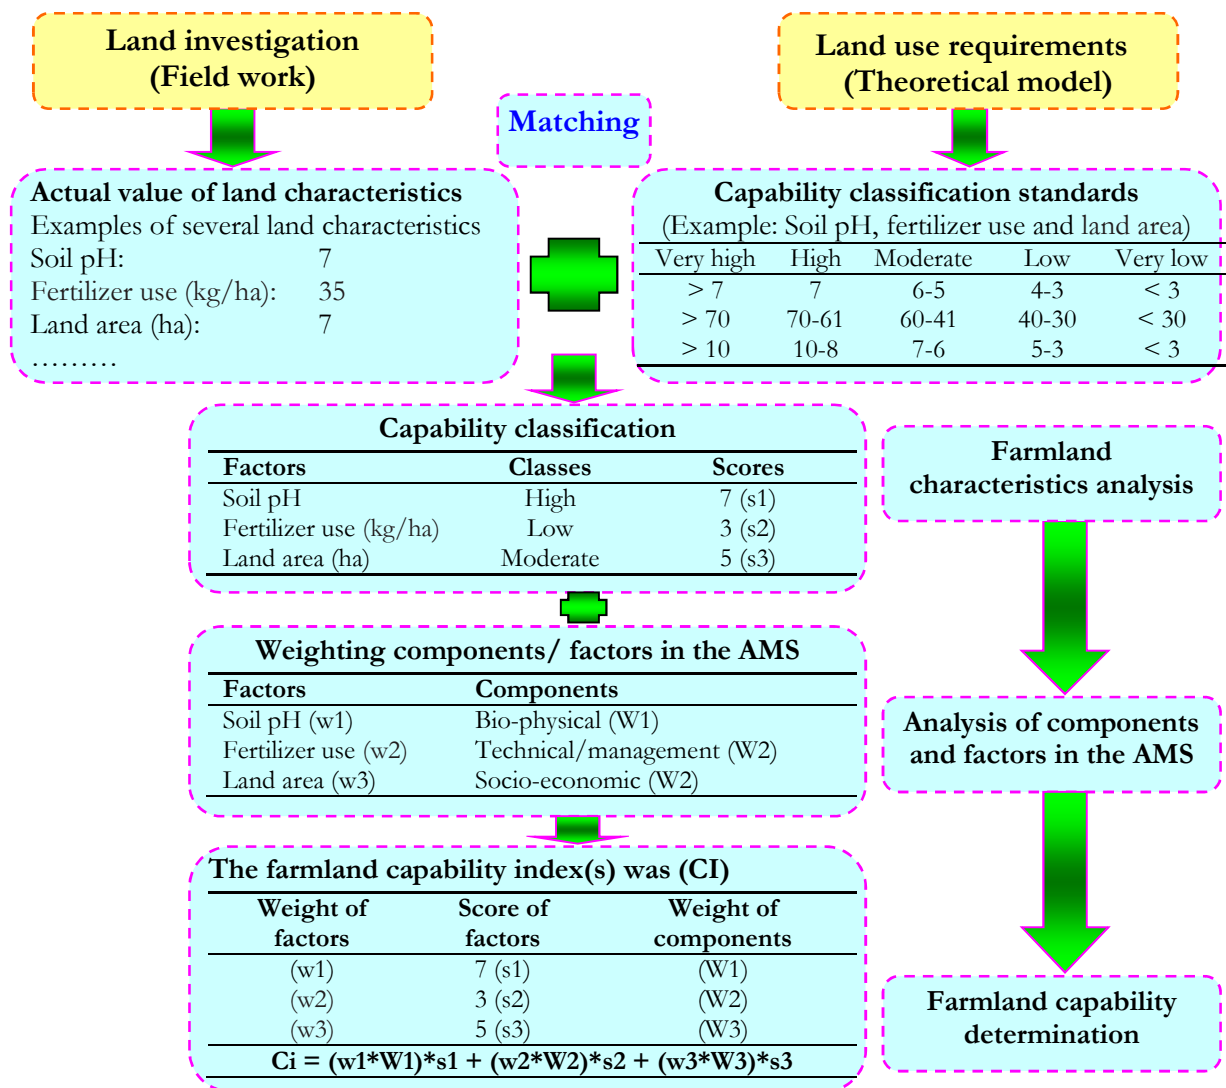 Land investigation
(Field work)
Land use requirements
(Theoretical model)
Matching
Actual value of land characteristics
Examples of several land characteristics
Soil pH: 7
Fertilizer use (kg/ha): 35
Land area (ha): 7
………
Capability classification standards
(Example: Soil pH, fertilizer use and land area)
Very high High Moderate Low Very low
> 7 7 6-5 4-3 < 3
> 70 70-61 60-41 40-30 < 30
> 10 10-8 7-6 5-3 < 3
Capability classification
Factors Classes Scores
Soil pH High 7 (s1)
Fertilizer use (kg/ha) Low 3 (s2)
Land area (ha) Moderate 5 (s3)
Farmland
characteristics analysis
Weighting components/ factors in the AMS
Factors Components
Soil pH (w1) Bio-physical (W1)
Fertilizer use (w2) Technical/management (W2)
Land area (w3) Socio-economic (W2)
Analysis of components
and factors in the AMS
The farmland capability index(s) was (CI)
Weight of Score of Weight of
factors factors components
(w1) 7 (s1) (W1)
(w2) 3 (s2) (W2)
(w3) 5 (s3) (W3)
Ci = (w1*W1)*s1 + (w2*W2)*s2 + (w3*W3)*s3
Farmland capability
determination